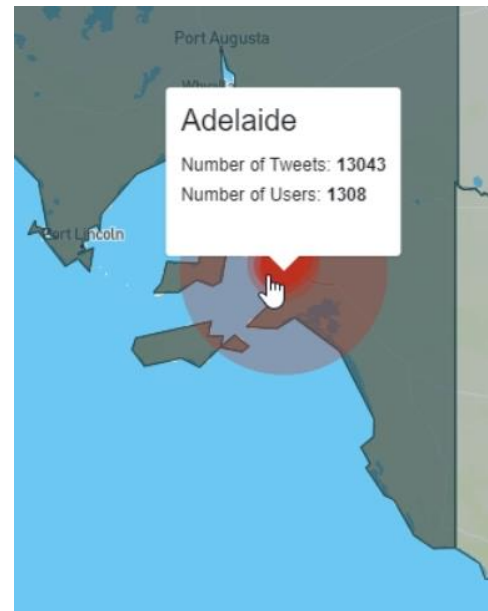 Port Augusta
Adelaide
Number of Tweets: 13043
Number of Users: 1308
Port Lincoln